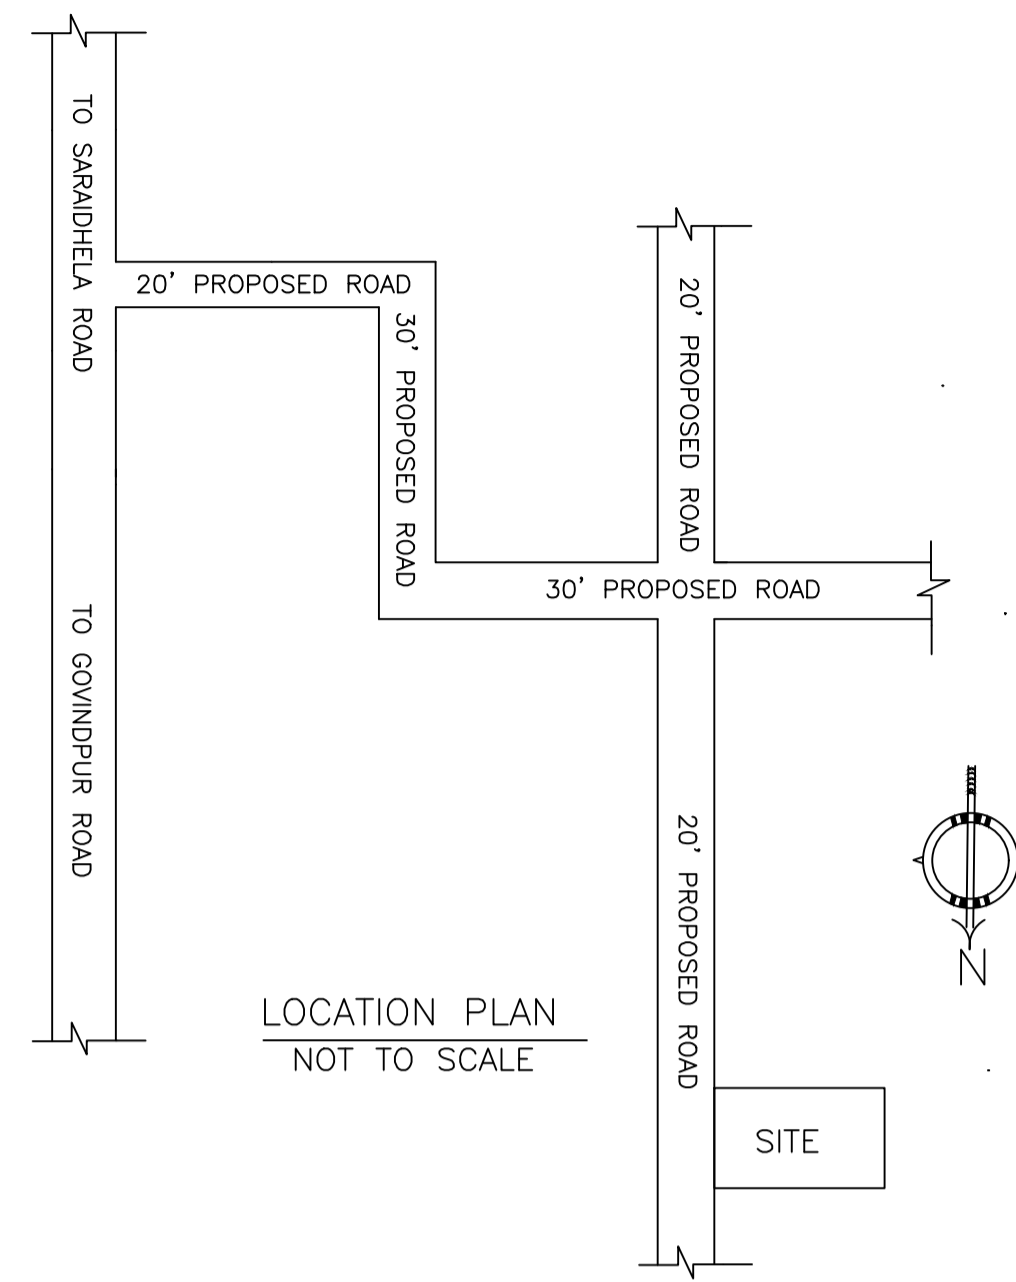 TO SARAIDHELA ROAD
20' PROPOSED ROAD
30' PROPOSED ROAD
20' PROPOSED ROAD
30' PROPOSED ROAD
TO GOVINDPUR ROAD
20' PROPOSED ROAD
N
LOCATION PLAN
NOT TO SCALE
SITE